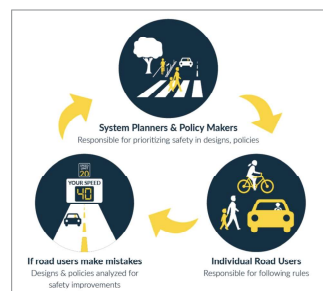 System Planners & Policy Makers
Responsible for prioritizing safety in designs, policies
SPEED
LIMIT
20
YOUR SPEED
40
If road users make mistakes
Designs & policies analyzed for
safety improvements
Individual Road Users
Responsible for following rules